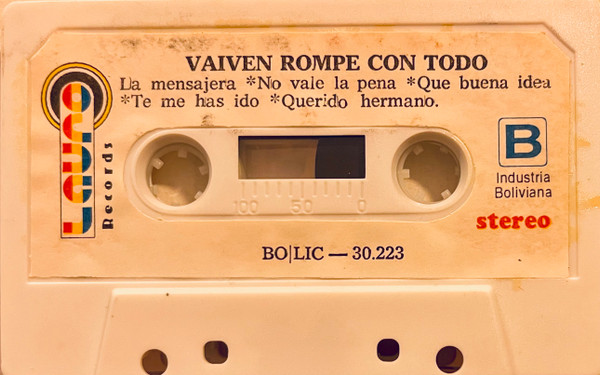 VAIVEN ROMPE CON TODO
La mensajera *No vale la pena *Que buena idea
*Te me has ido *Querido hermano.
Lauro
Records
B
Industria
Boliviana
stereo
100 50 0
BO|LIC — 30.223